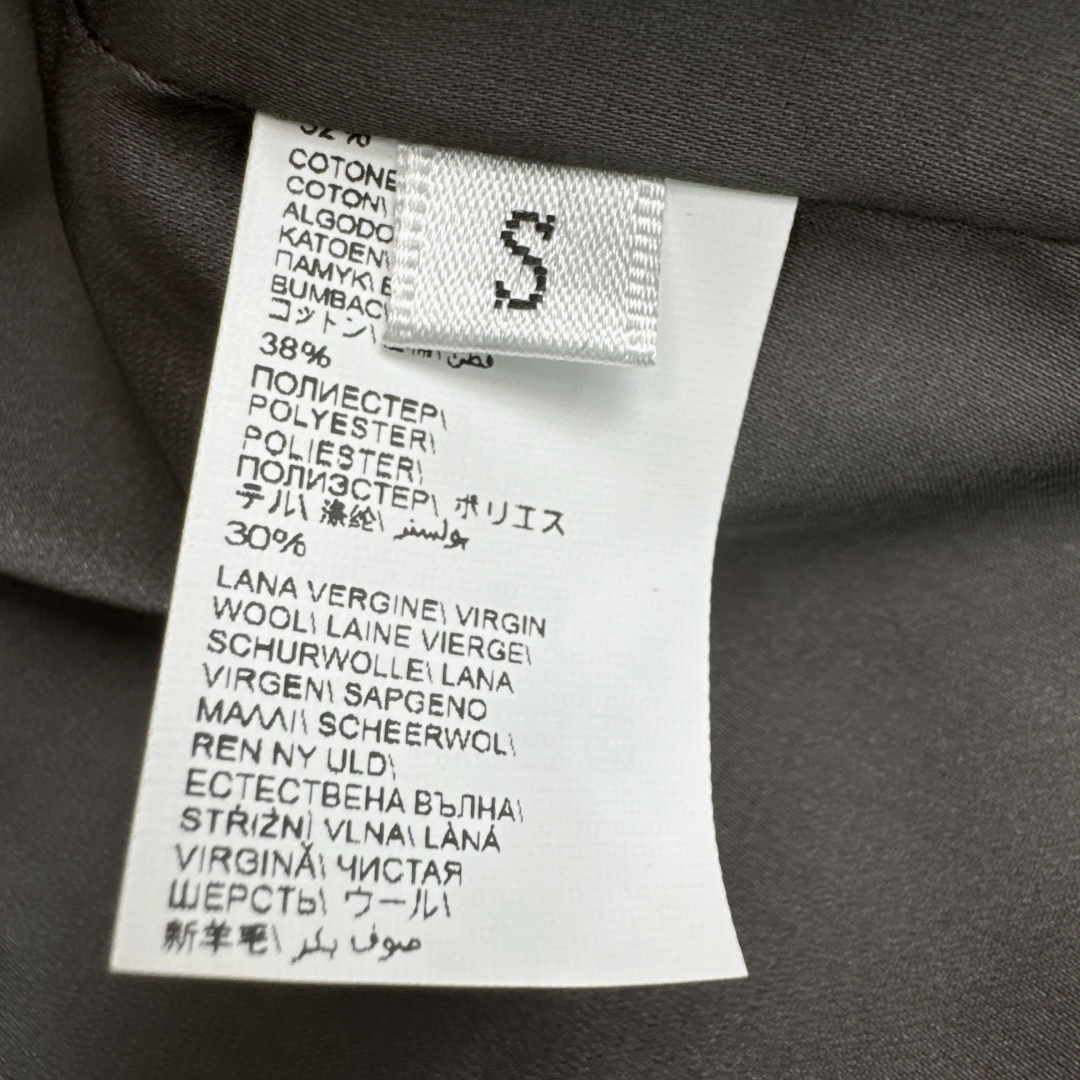 COTONE
COTON\
S
ALGODO
KATOEN\
ПАМУК\
BUMBAC\
コットン\ قطن
38%
ПОЛИЕСТЕР\
POLYESTER\
POLIESTER\
ПОЛИЭСТЕР\ ポリエス
テル\ 涤纶\ بوليستر
30%
LANA VERGINE\ VIRGIN
WOOL\ LAINE VIERGE\
SCHURWOLLE\ LANA
VIRGEN\ SAPGENO
ΜΑΛΛΙ\ SCHEERWOL\
REN NY ULD\
ЕСТЕСТВЕНА ВЪЛНА\
STŘIŽNÍ VLNA\ LÂNĂ
VIRGINĂ\ ЧИСТАЯ
ШЕРСТЬ\ ウール\
新羊毛\ صوف بكر